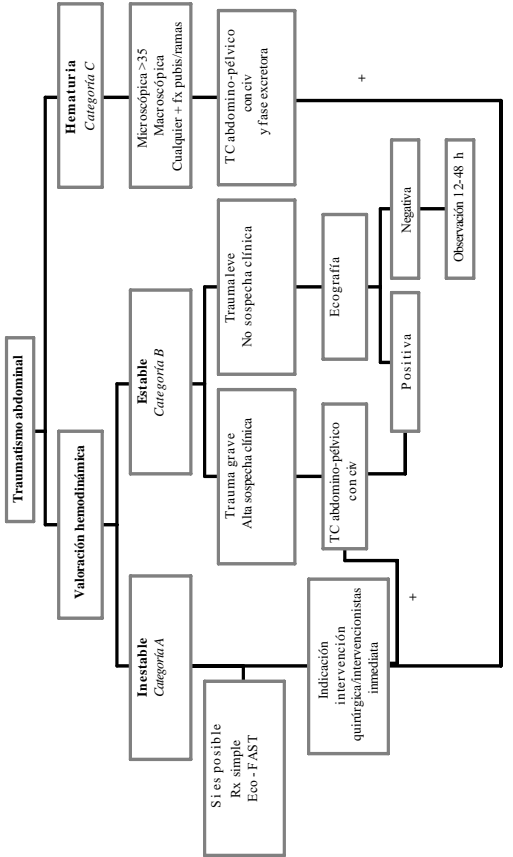 Traumatismo abdominal
Valoración hemodinámica
Hematuria
Categoría C
Inestable
Categoría A
Estable
Categoría B
Microscópica >35
Macroscópica
Cualquier + fx pubis/ramas
Si es posible
Rx simple
Eco - FAST
Trauma grave
Alta sospecha clínica
Trauma leve
No sospecha clínica
TC abdomino-pélvico
con civ
y fase excretora
Indicación
intervención
quirúrgica/intervencionistas
inmediata
TC abdomino-pélvico
con civ
Ecografía
+
+
Positiva
Negativa
Observación 12-48 h